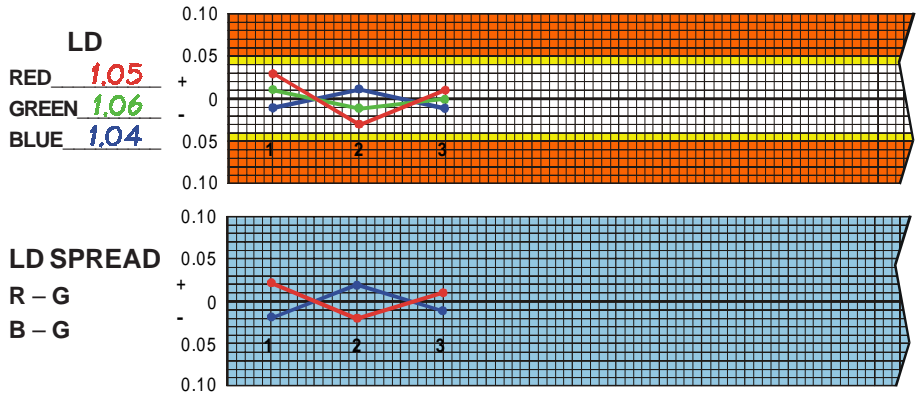 0.10
LD
0.05
RED 1.05
+
GREEN 1.06
0
-
BLUE 1.04
0.05
1 2 3
0.10
0.10
0.05
LD SPREAD
+
R – G
0
-
B – G
0.05
1 2 3
0.10